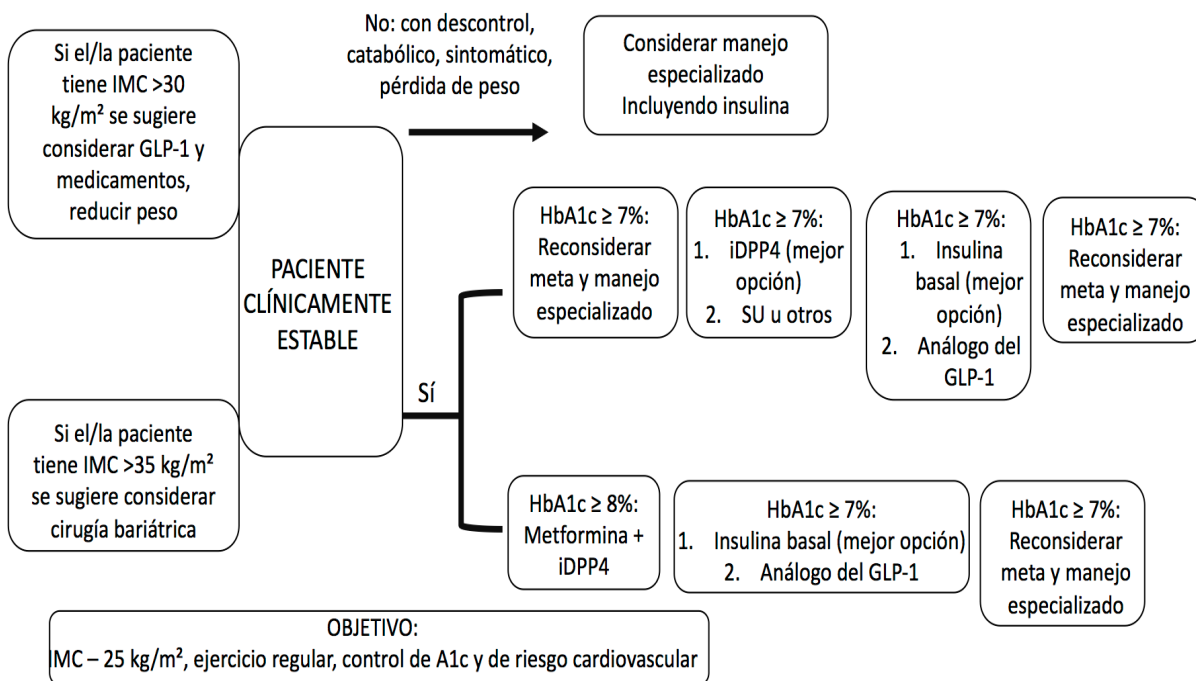 Si el/la paciente
tiene IMC >30
kg/m² se sugiere
considerar GLP-1 y
medicamentos,
reducir peso
No: con descontrol,
catabólico, sintomático,
pérdida de peso
Considerar manejo
especializado
Incluyendo insulina
PACIENTE
CLÍNICAMENTE
ESTABLE
Sí
HbA1c ≥ 7%:
Reconsiderar
meta y manejo
especializado
HbA1c ≥ 7%:
1. iDPP4 (mejor
opción)
2. SU u otros
HbA1c ≥ 7%:
1. Insulina
basal (mejor
opción)
2. Análogo del
GLP-1
HbA1c ≥ 7%:
Reconsiderar
meta y manejo
especializado
Si el/la paciente
tiene IMC >35 kg/m²
se sugiere considerar
cirugía bariátrica
HbA1c ≥ 8%:
Metformina +
iDPP4
HbA1c ≥ 7%:
1. Insulina basal (mejor opción)
2. Análogo del GLP-1
HbA1c ≥ 7%:
Reconsiderar
meta y manejo
especializado
OBJETIVO:
IMC – 25 kg/m², ejercicio regular, control de A1c y de riesgo cardiovascular